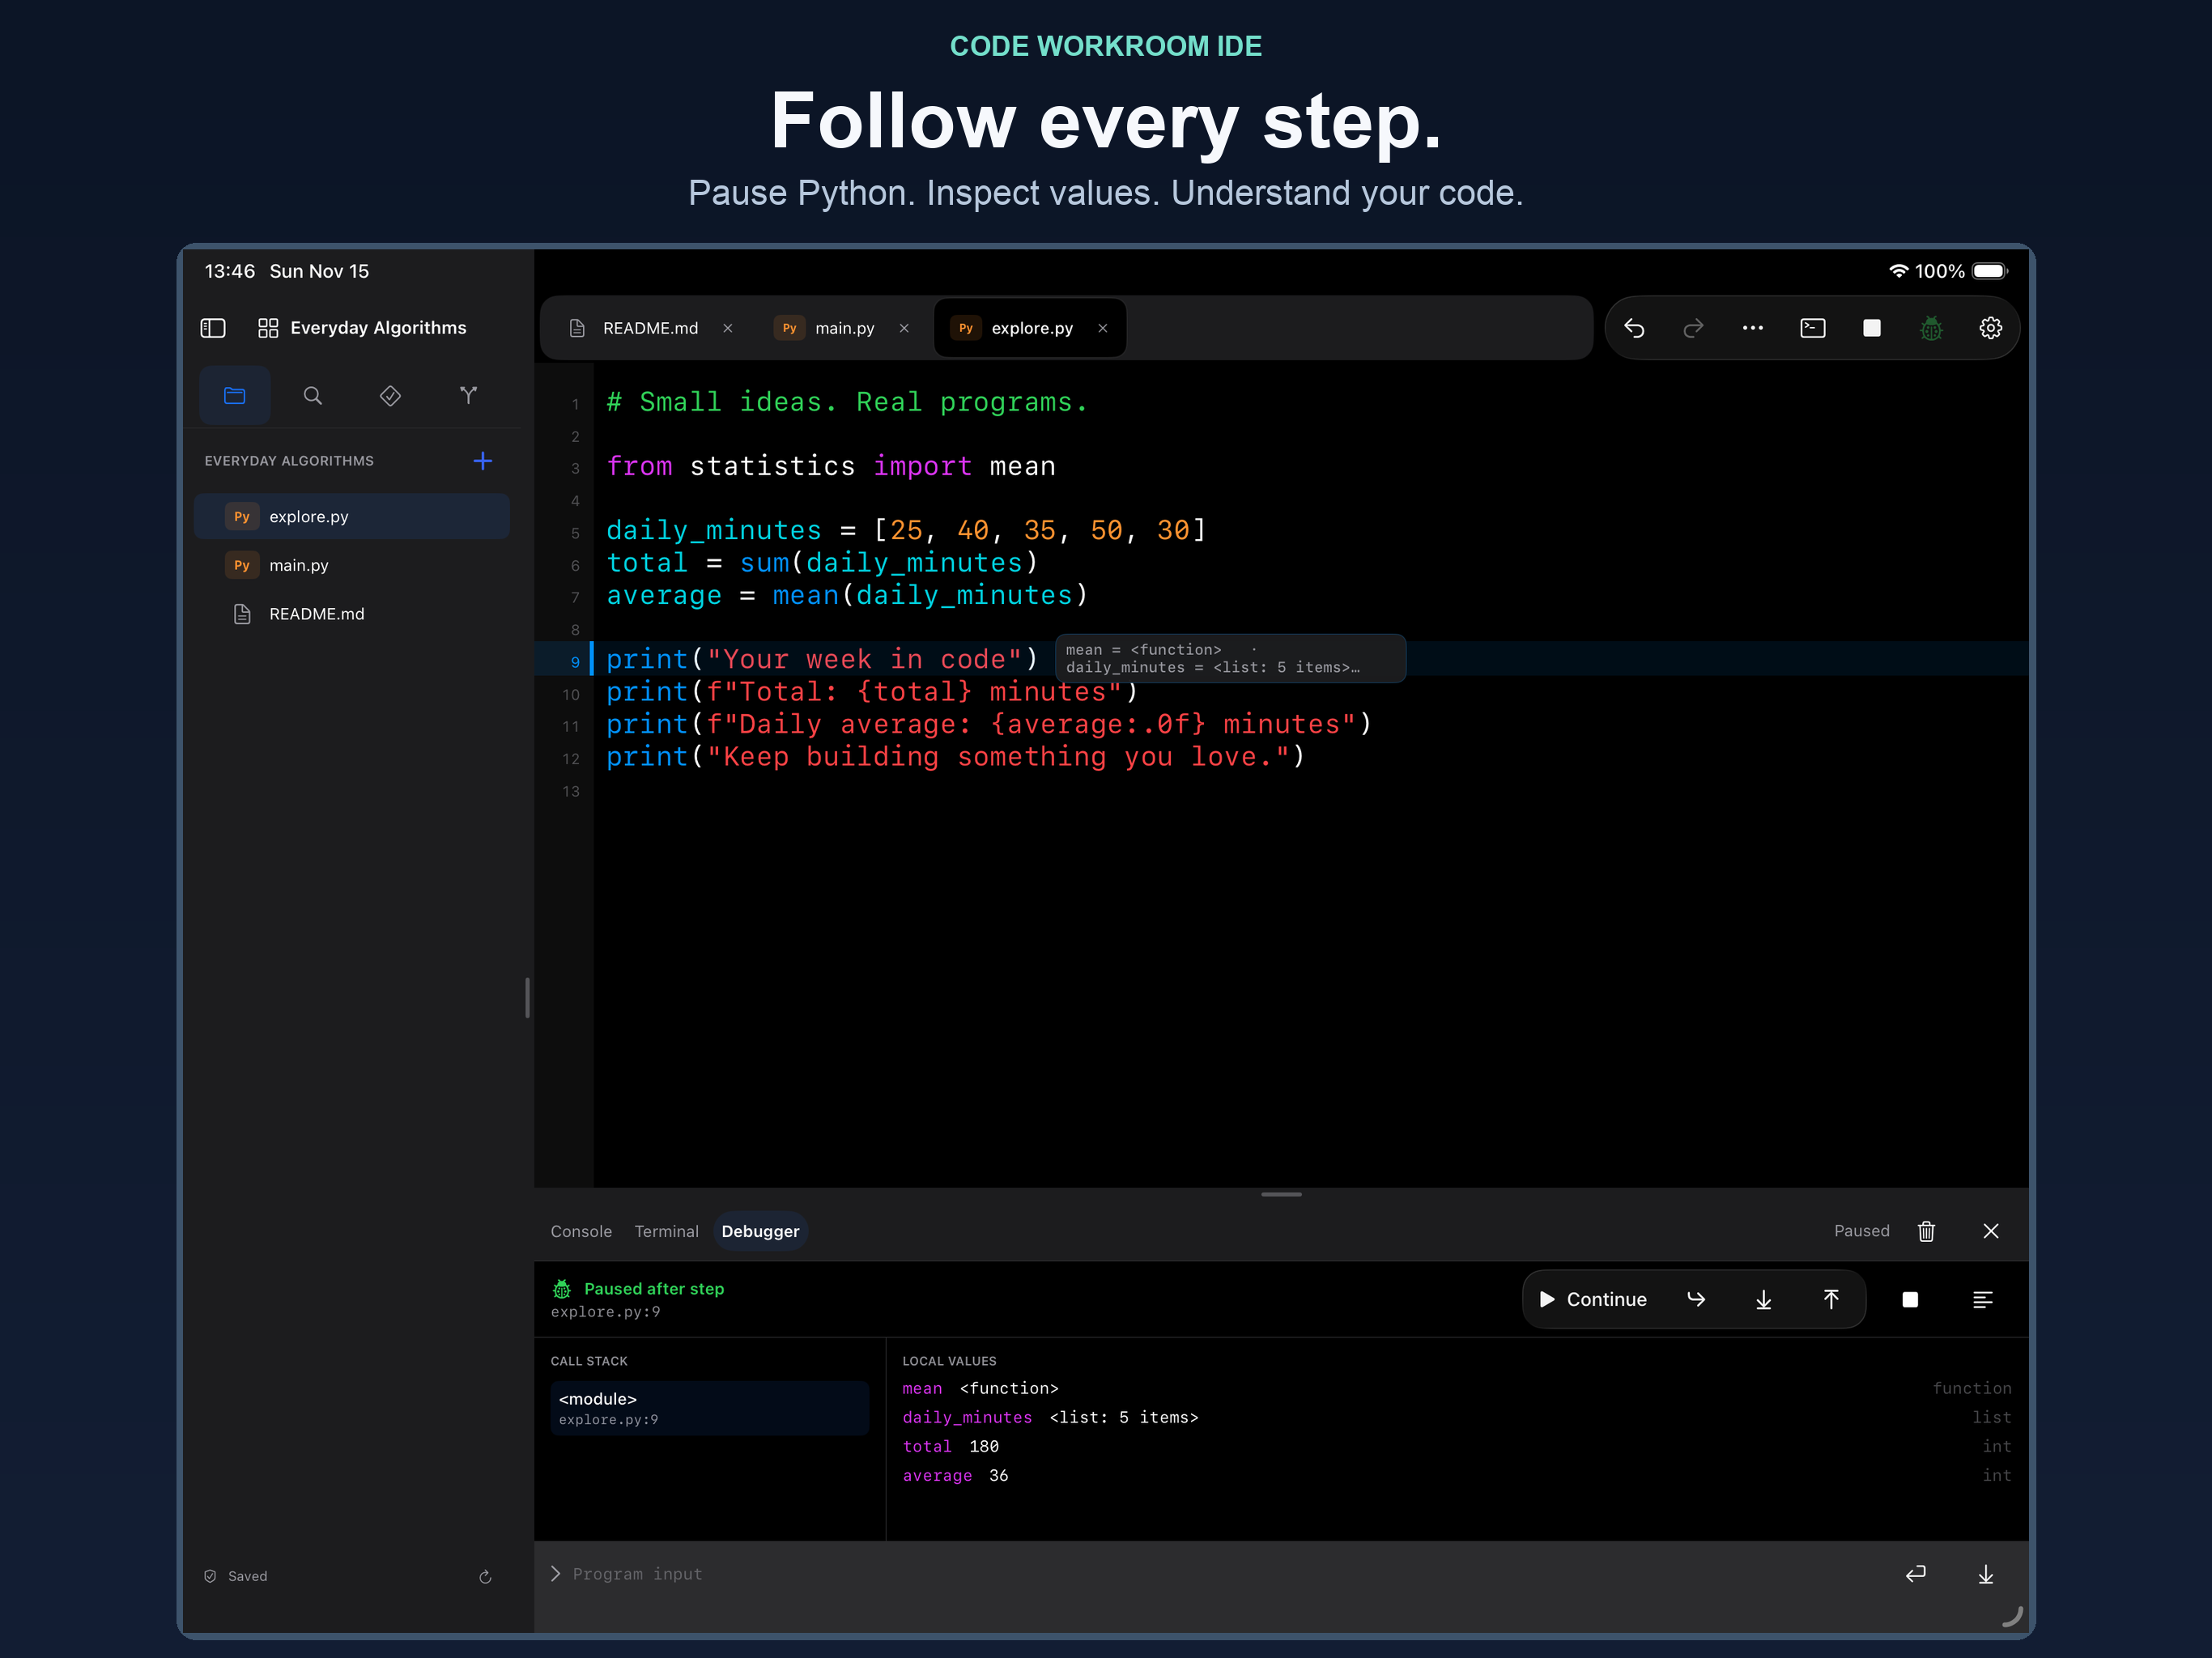 CODE WORKROOM IDE
Follow every step.
Pause Python. Inspect values. Understand your code.
13:46 Sun Nov 15
100%
Everyday Algorithms
README.md
Py main.py
Py explore.py
EVERYDAY ALGORITHMS
Py explore.py
Py main.py
README.md
1 # Small ideas. Real programs.
2
3 from statistics import mean
4
5 daily_minutes = [25, 40, 35, 50, 30]
6 total = sum(daily_minutes)
7 average = mean(daily_minutes)
8
9 print("Your week in code")
mean = <function> ·
daily_minutes = <list: 5 items>…
10 print(f"Total: {total} minutes")
11 print(f"Daily average: {average:.0f} minutes")
12 print("Keep building something you love.")
13
Console Terminal Debugger
Paused
Paused after step
explore.py:9
Continue
CALL STACK
<module>
explore.py:9
LOCAL VALUES
mean <function> function
daily_minutes <list: 5 items> list
total 180 int
average 36 int
Saved
Program input